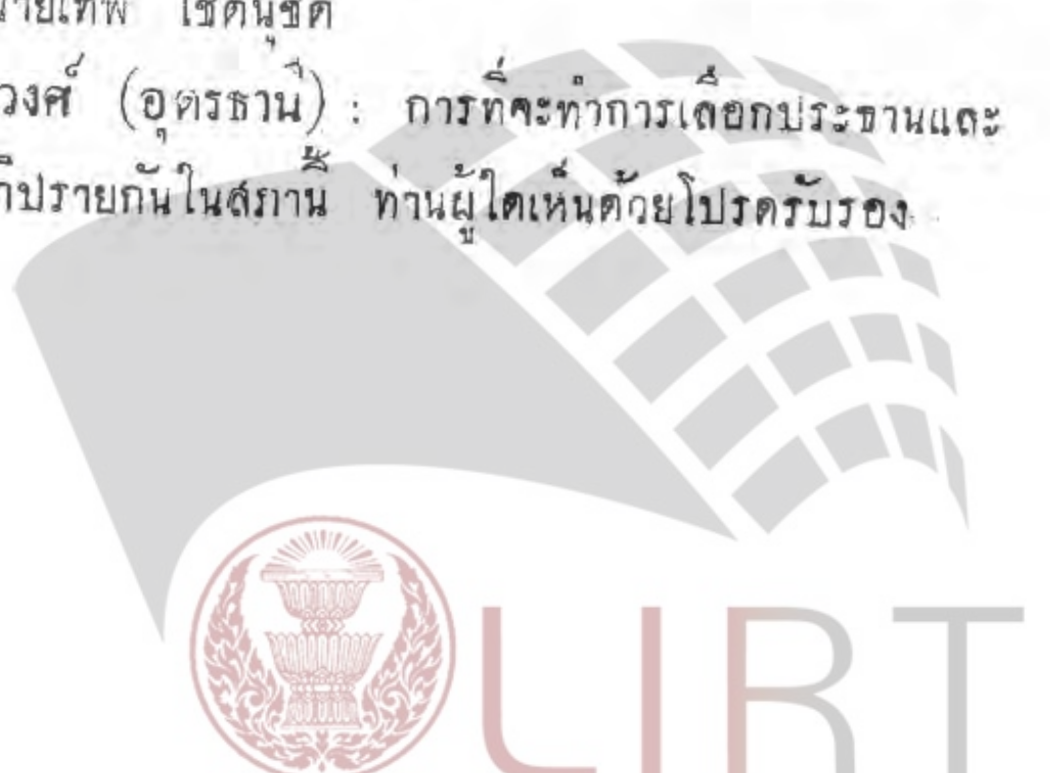 นายเทพ โชตินุชิต
วงศ์ (อุดรธานี) : การที่จะทำการเลือกประธานและ
ปรายกันในสภานี้ ท่านผู้ใดเห็นด้วยโปรดรับรอง
LIRT